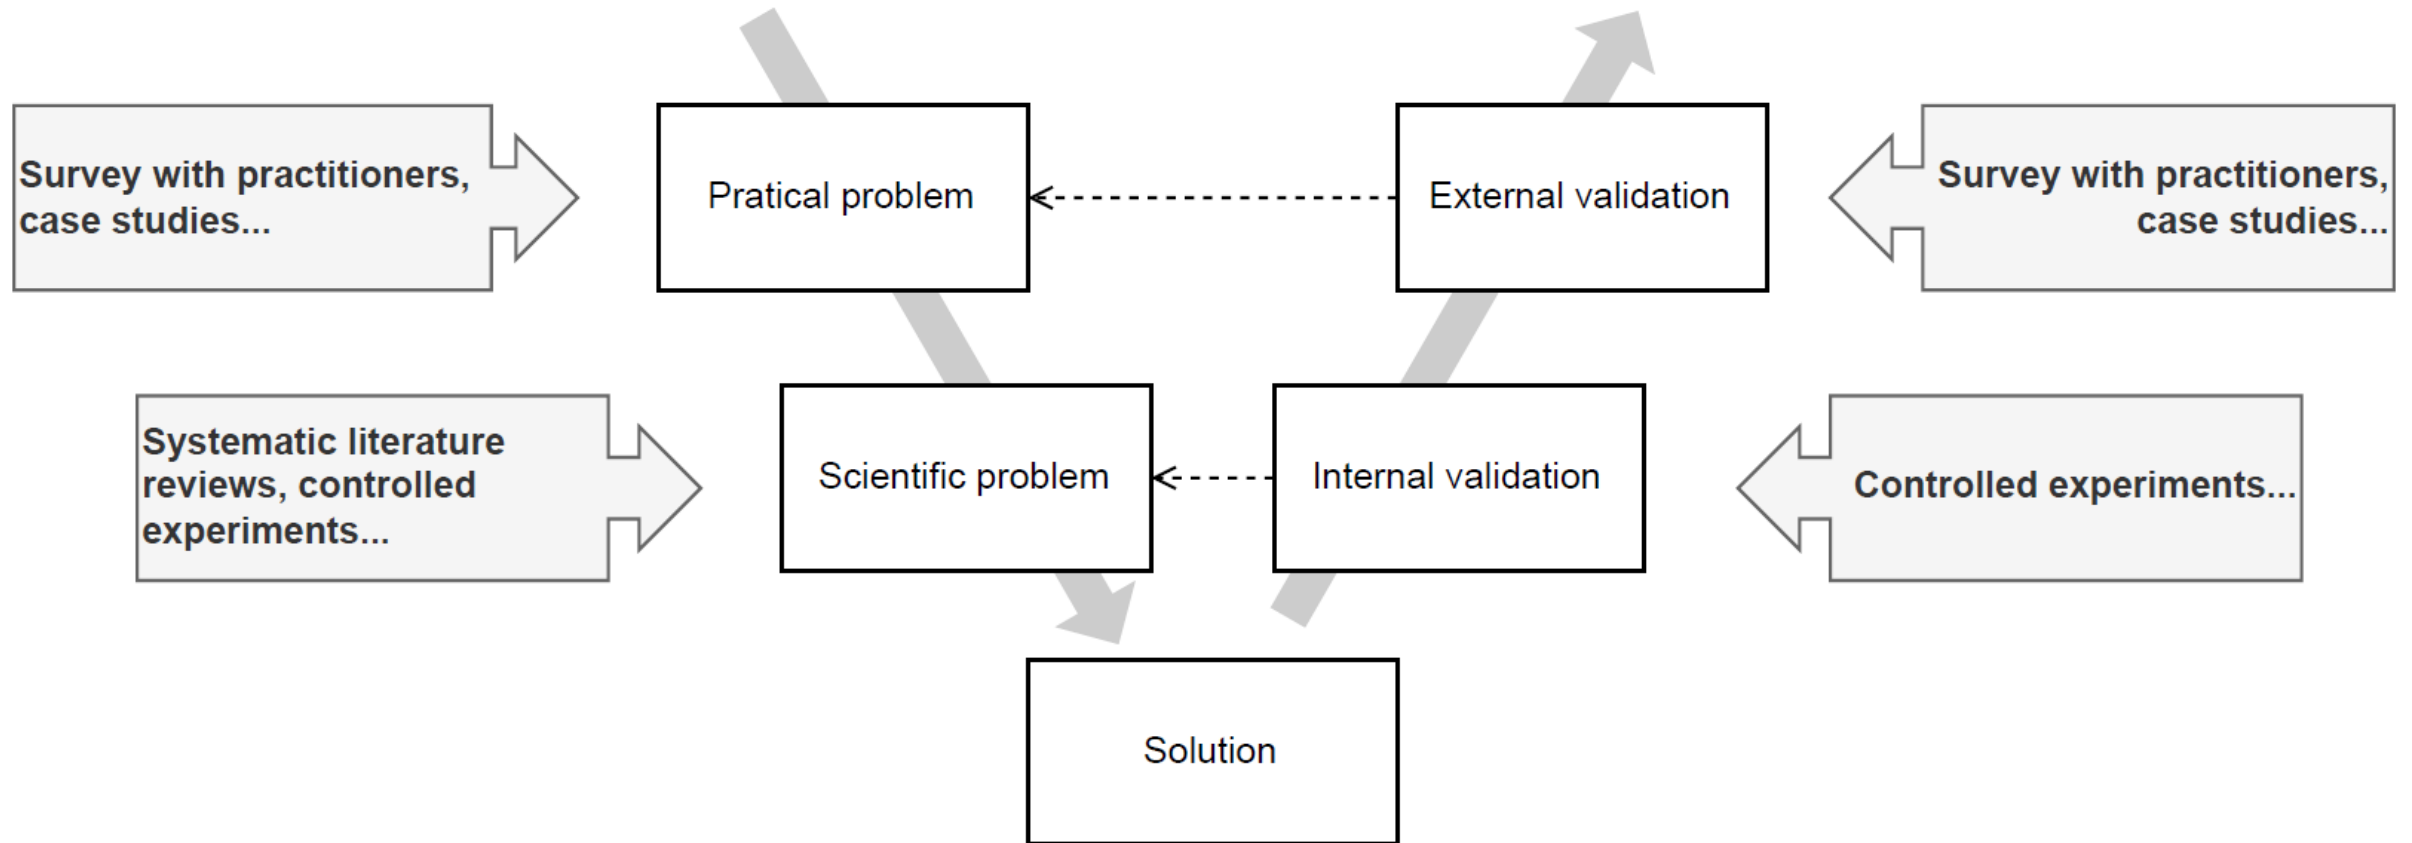 Survey with practitioners,
case studies...
Pratical problem
External validation
Survey with practitioners,
case studies...
Systematic literature
reviews, controlled
experiments...
Scientific problem
Internal validation
Controlled experiments...
Solution